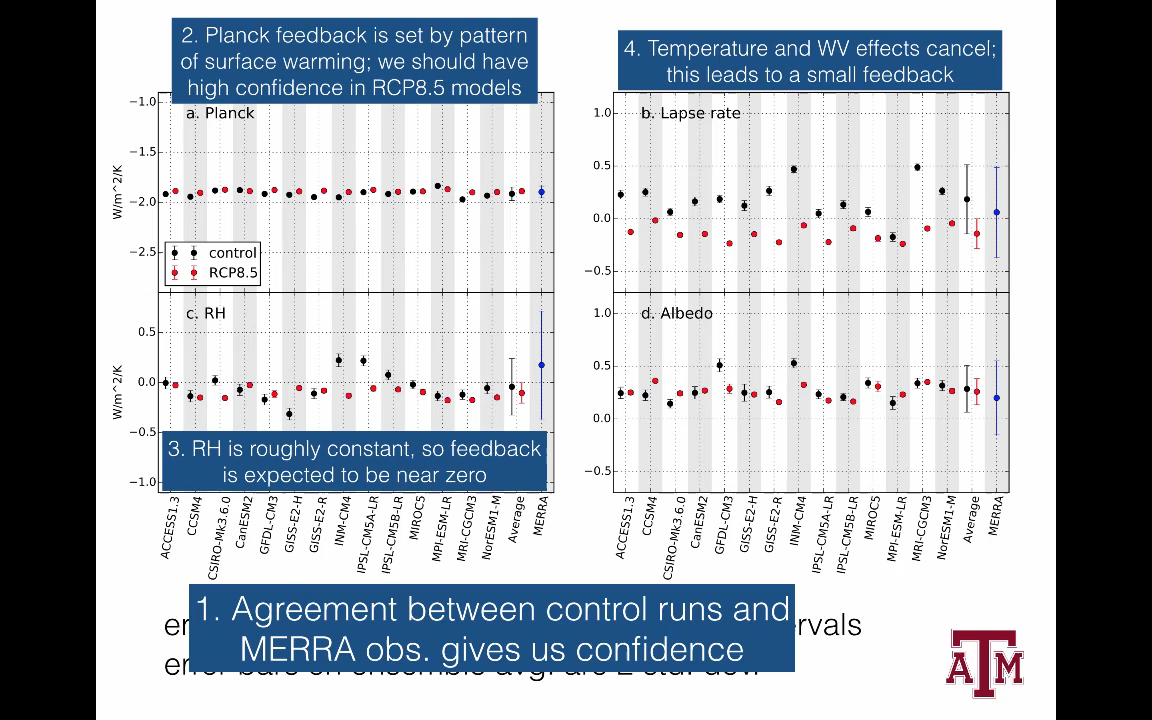 2. Planck feedback is set by pattern
of surface warming; we should have
high confidence in RCP8.5 models
4. Temperature and WV effects cancel;
this leads to a small feedback
a. Planck
−1.0
−1.5
−2.0
−2.5
W/m^2/K
control
RCP8.5
b. Lapse rate
1.0
0.5
0.0
−0.5
c. RH
0.5
0.0
−0.5
−1.0
W/m^2/K
d. Albedo
1.0
0.5
0.0
−0.5
3. RH is roughly constant, so feedback
is expected to be near zero
ACCESS1.3
CCSM4
CSIRO-Mk3.6.0
CanESM2
GFDL-CM3
GISS-E2-H
GISS-E2-R
INM-CM4
IPSL-CM5A-LR
IPSL-CM5B-LR
MIROC5
MPI-ESM-LR
MRI-CGCM3
NorESM1-M
Average
MERRA
ACCESS1.3
CCSM4
CSIRO-Mk3.6.0
CanESM2
GFDL-CM3
GISS-E2-H
GISS-E2-R
INM-CM4
IPSL-CM5A-LR
IPSL-CM5B-LR
MIROC5
MPI-ESM-LR
MRI-CGCM3
NorESM1-M
Average
MERRA
1. Agreement between control runs and
MERRA obs. gives us confidence
ATM